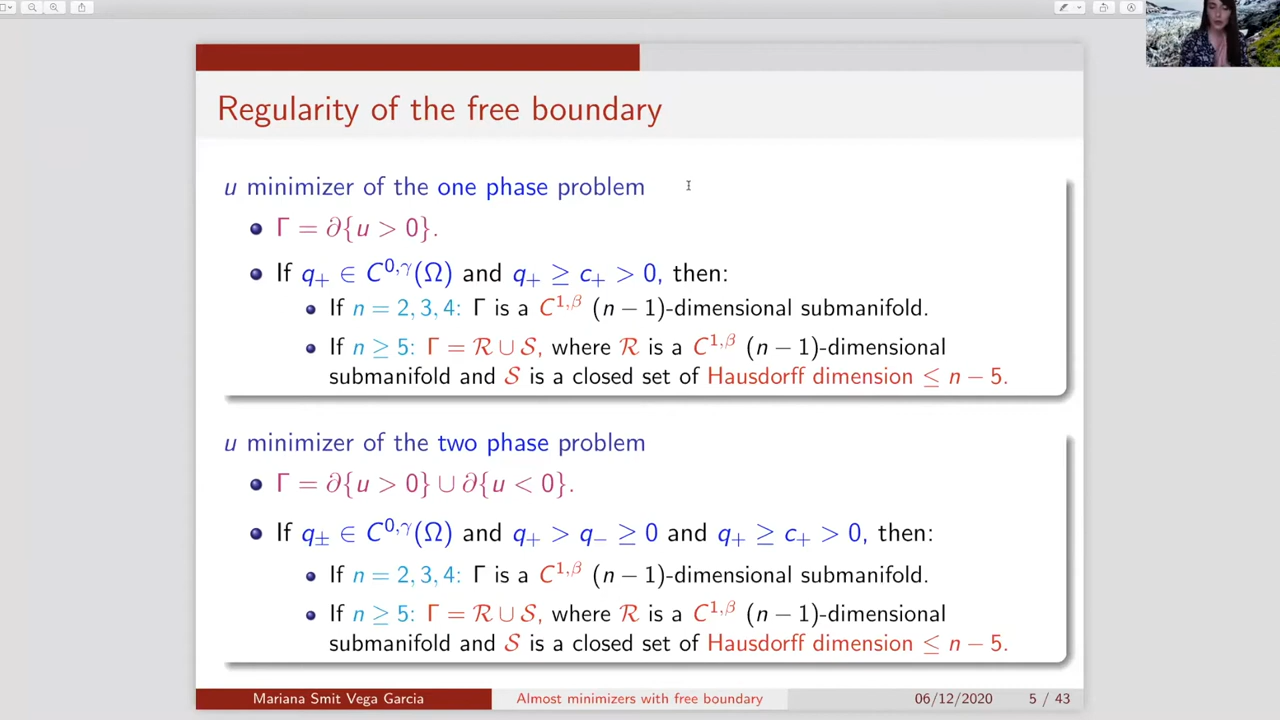 Regularity of the free boundary
u minimizer of the one phase problem
Γ = ∂{u > 0}.
If q₊ ∈ C^{0,γ}(Ω) and q₊ ≥ c₊ > 0, then:
If n = 2, 3, 4: Γ is a C^{1,β} (n − 1)-dimensional submanifold.
If n ≥ 5: Γ = ℛ ∪ 𝒮, where ℛ is a C^{1,β} (n − 1)-dimensional
submanifold and 𝒮 is a closed set of Hausdorff dimension ≤ n − 5.
u minimizer of the two phase problem
Γ = ∂{u > 0} ∪ ∂{u < 0}.
If q± ∈ C^{0,γ}(Ω) and q₊ > q₋ ≥ 0 and q₊ ≥ c₊ > 0, then:
If n = 2, 3, 4: Γ is a C^{1,β} (n − 1)-dimensional submanifold.
If n ≥ 5: Γ = ℛ ∪ 𝒮, where ℛ is a C^{1,β} (n − 1)-dimensional
submanifold and 𝒮 is a closed set of Hausdorff dimension ≤ n − 5.
Mariana Smit Vega Garcia Almost minimizers with free boundary 06/12/2020 5 / 43